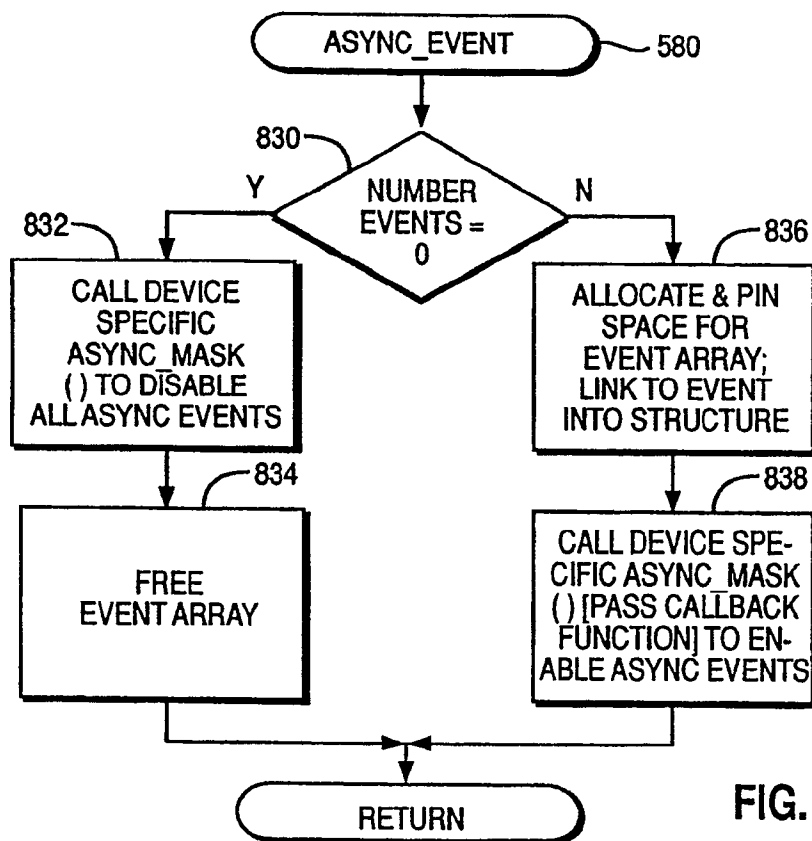 ASYNC_EVENT
580
830
NUMBER
EVENTS =
0
Y
N
832
CALL DEVICE
SPECIFIC
ASYNC_MASK
( ) TO DISABLE
ALL ASYNC EVENTS
836
ALLOCATE & PIN
SPACE FOR
EVENT ARRAY;
LINK TO EVENT
INTO STRUCTURE
834
FREE
EVENT ARRAY
838
CALL DEVICE SPE-
CIFIC ASYNC_MASK
( ) [PASS CALLBACK
FUNCTION] TO EN-
ABLE ASYNC EVENTS
RETURN
FIG.